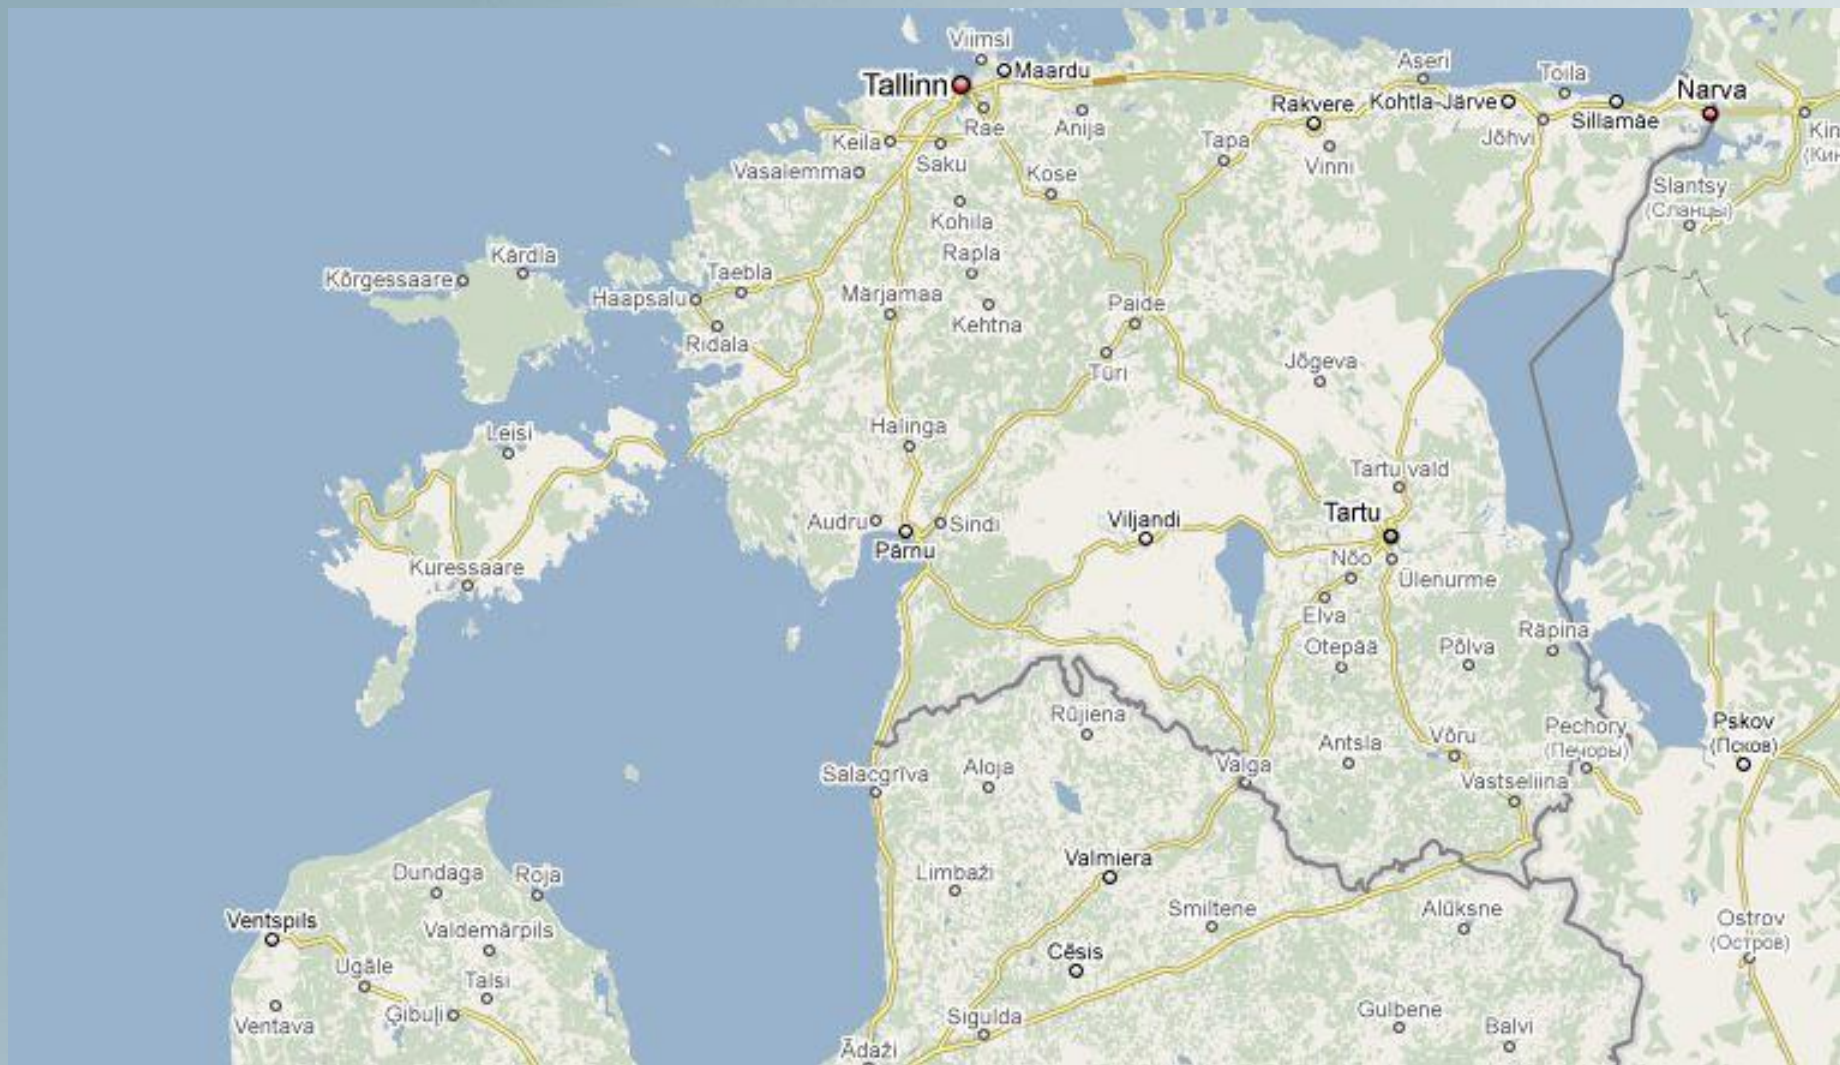 Viimsi
Tallinn
Maardu
Aseri
Toila
Narva
Rakvere
Kohtla-Järve
Sillamäe
Rae
Anija
Keila
Saku
Tapa
Vinni
Jõhvi
Kin
(Кин
Vasalemma
Kose
Slantsy
(Сланцы)
Kohila
Rapla
Kärdla
Kõrgessaare
Taebla
Haapsalu
Märjamaa
Kehtna
Paide
Ridala
Türi
Jõgeva
Halinga
Leisi
Tartu vald
Audru
Sindi
Pärnu
Viljandi
Tartu
Nõo
Ülenurme
Kuressaare
Elva
Otepää
Põlva
Räpina
Rūjiena
Pechory
(Печоры)
Pskov
(Псков)
Antsla
Võru
Valga
Vastseliina
Salacgrīva
Aloja
Valmiera
Limbaži
Dundaga
Roja
Smiltene
Alūksne
Ostrov
(Остров)
Ventspils
Valdemārpils
Cēsis
Ugāle
Talsi
Ģibuļi
Ventava
Sigulda
Gulbene
Balvi
Ādaži